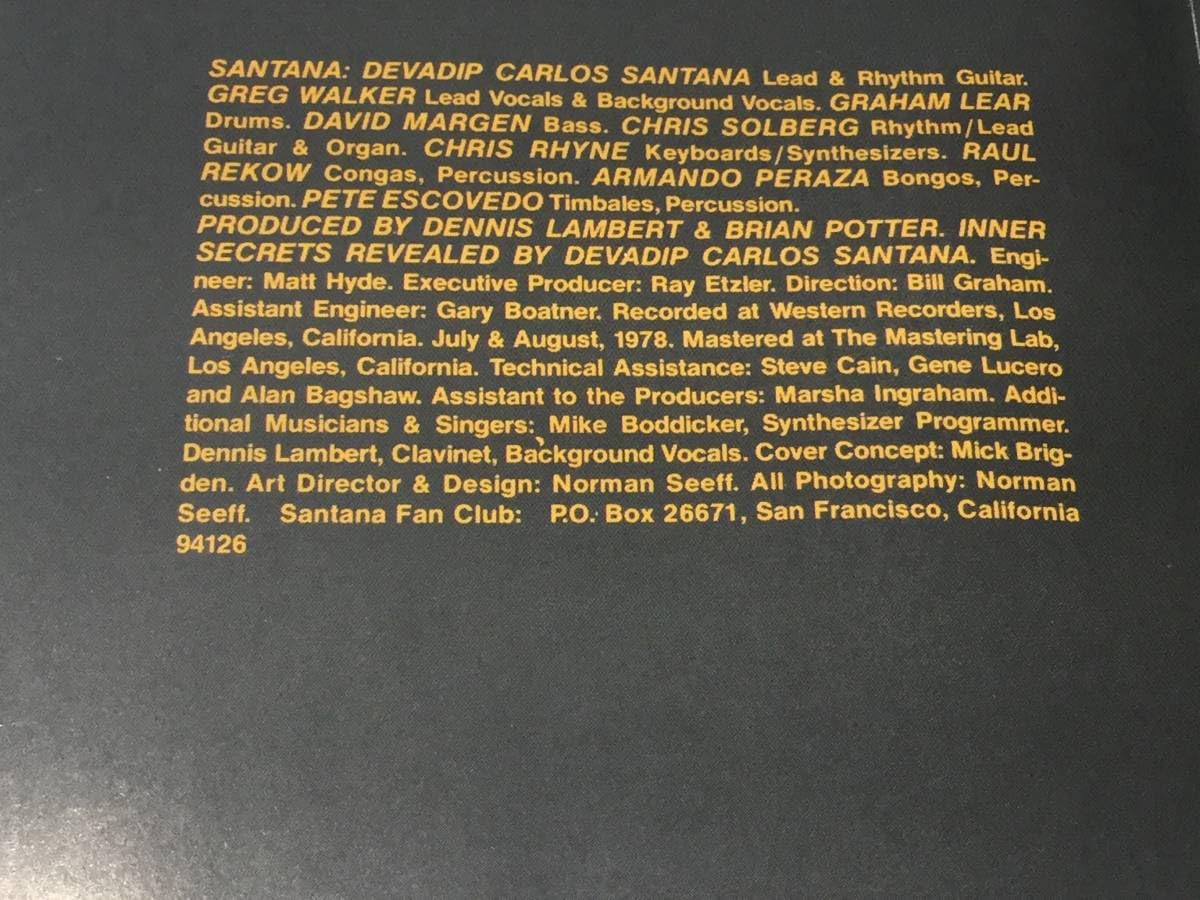 SANTANA: DEVADIP CARLOS SANTANA Lead & Rhythm Guitar.
GREG WALKER Lead Vocals & Background Vocals. GRAHAM LEAR
Drums. DAVID MARGEN Bass. CHRIS SOLBERG Rhythm/Lead
Guitar & Organ. CHRIS RHYNE Keyboards/Synthesizers. RAUL
REKOW Congas, Percussion. ARMANDO PERAZA Bongos, Per-
cussion. PETE ESCOVEDO Timbales, Percussion.
PRODUCED BY DENNIS LAMBERT & BRIAN POTTER. INNER
SECRETS REVEALED BY DEVADIP CARLOS SANTANA. Engi-
neer: Matt Hyde. Executive Producer: Ray Etzler. Direction: Bill Graham.
Assistant Engineer: Gary Boatner. Recorded at Western Recorders, Los
Angeles, California. July & August, 1978. Mastered at The Mastering Lab,
Los Angeles, California. Technical Assistance: Steve Cain, Gene Lucero
and Alan Bagshaw. Assistant to the Producers: Marsha Ingraham. Addi-
tional Musicians & Singers: Mike Boddicker, Synthesizer Programmer.
Dennis Lambert, Clavinet, Background Vocals. Cover Concept: Mick Brig-
den. Art Director & Design: Norman Seeff. All Photography: Norman
Seeff. Santana Fan Club: P.O. Box 26671, San Francisco, California
94126